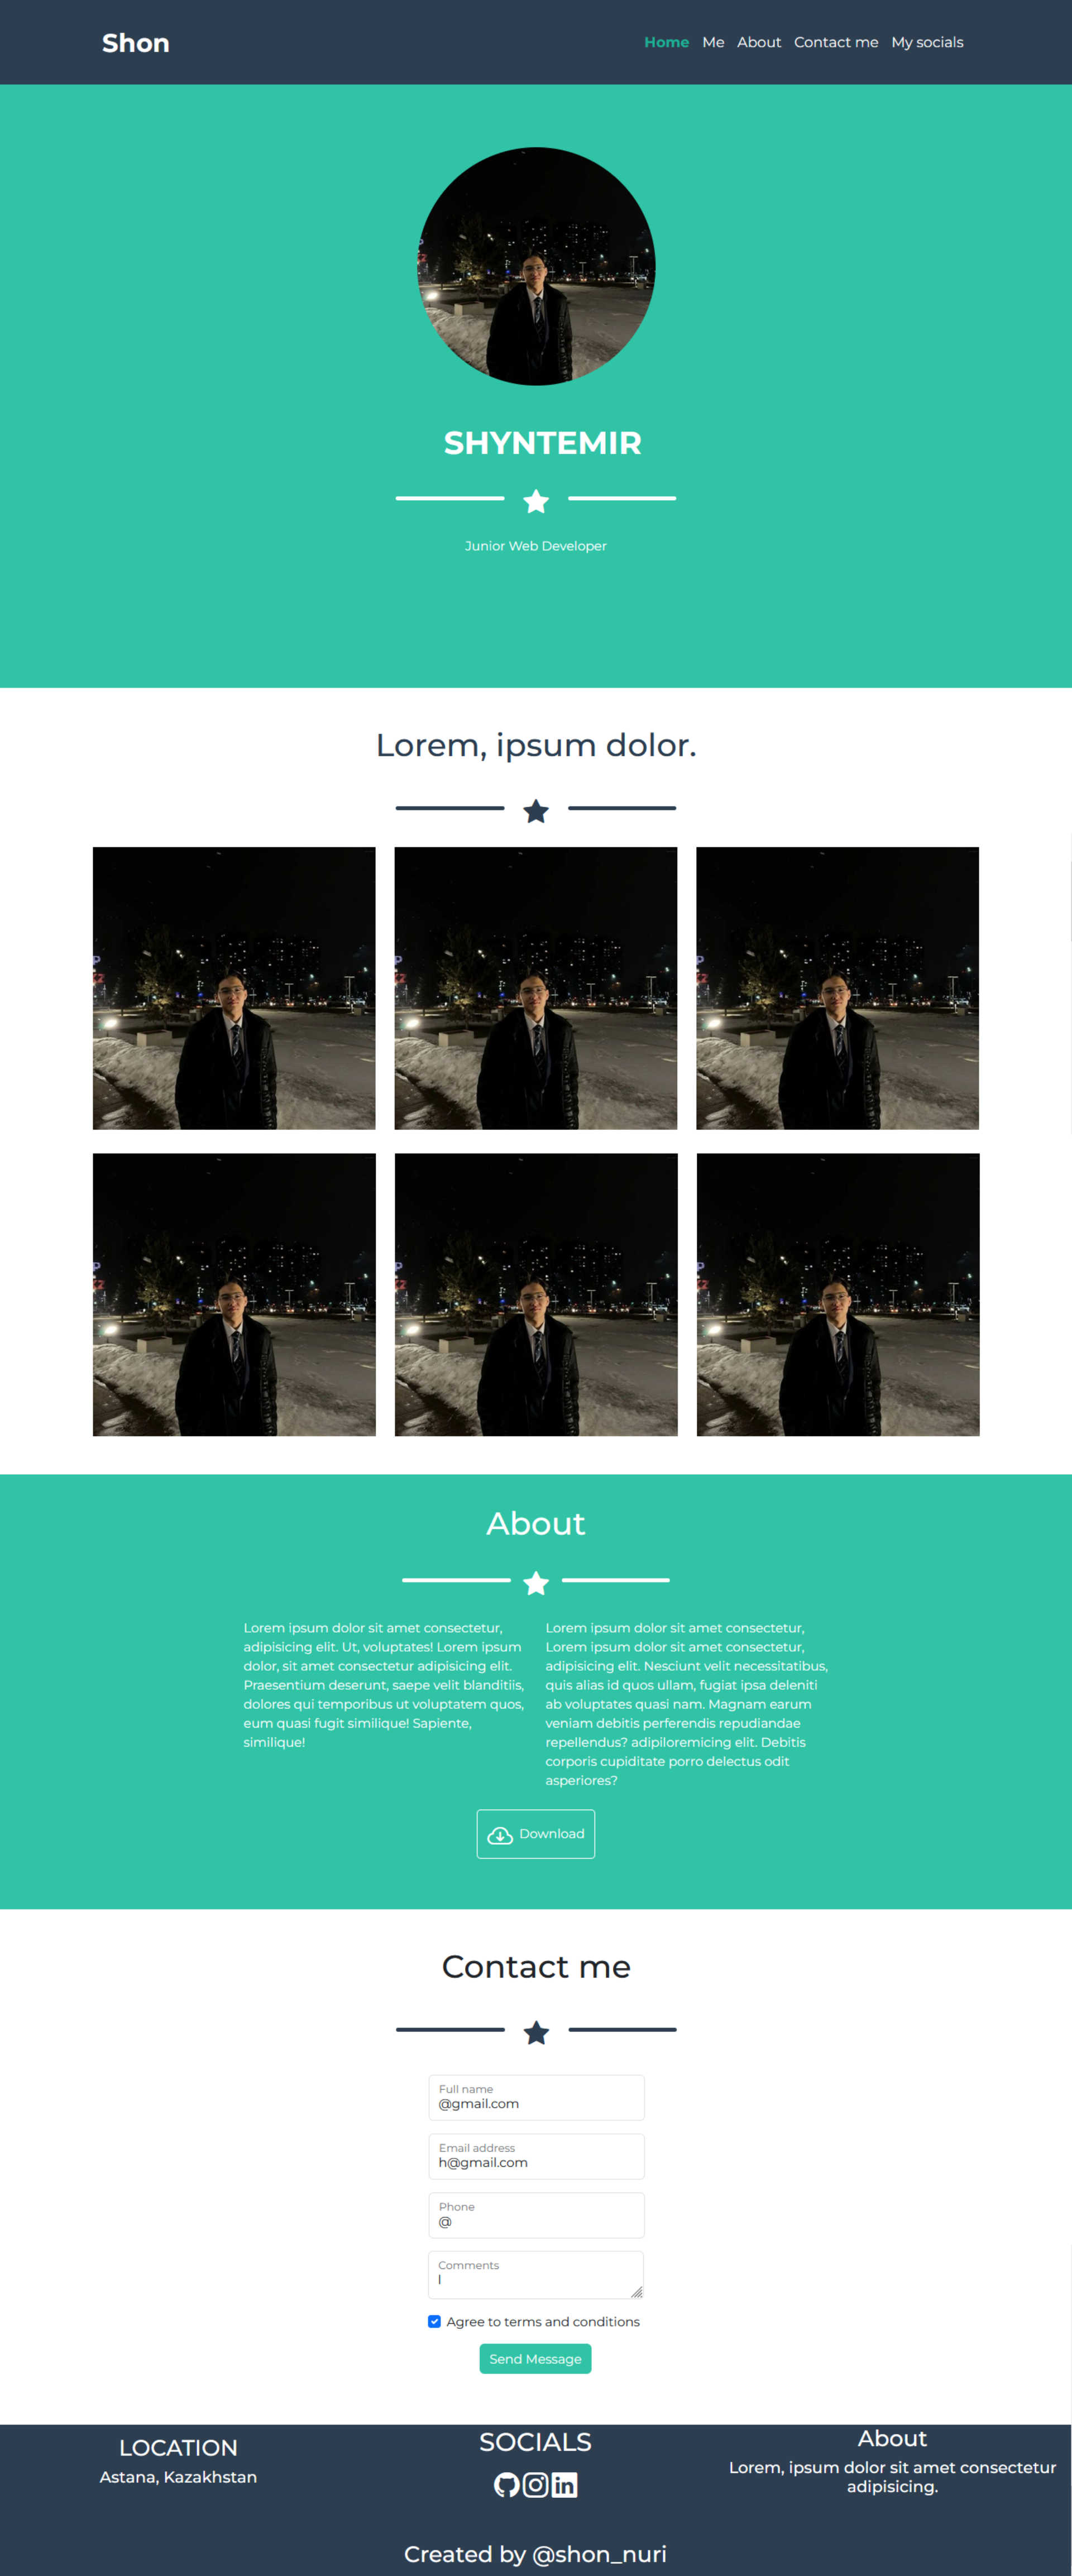 Shon
Home Me About Contact me My socials
SHYNTEMIR
Junior Web Developer
Lorem, ipsum dolor.
About
Lorem ipsum dolor sit amet consectetur,
adipisicing elit. Ut, voluptates! Lorem ipsum
dolor, sit amet consectetur adipisicing elit.
Praesentium deserunt, saepe velit blanditiis,
dolores qui temporibus ut voluptatem quos,
eum quasi fugit similique! Sapiente,
similique!
Lorem ipsum dolor sit amet consectetur,
Lorem ipsum dolor sit amet consectetur,
adipisicing elit. Nesciunt velit necessitatibus,
quis alias id quos ullam, fugiat ipsa deleniti
ab voluptates quasi nam. Magnam earum
veniam debitis perferendis repudiandae
repellendus? adipiloremicing elit. Debitis
corporis cupiditate porro delectus odit
asperiores?
Download
Contact me
Full name
@gmail.com
Email address
h@gmail.com
Phone
@
Comments
l
Agree to terms and conditions
Send Message
LOCATION
Astana, Kazakhstan
SOCIALS
in
About
Lorem, ipsum dolor sit amet consectetur
adipisicing.
Created by @shon_nuri